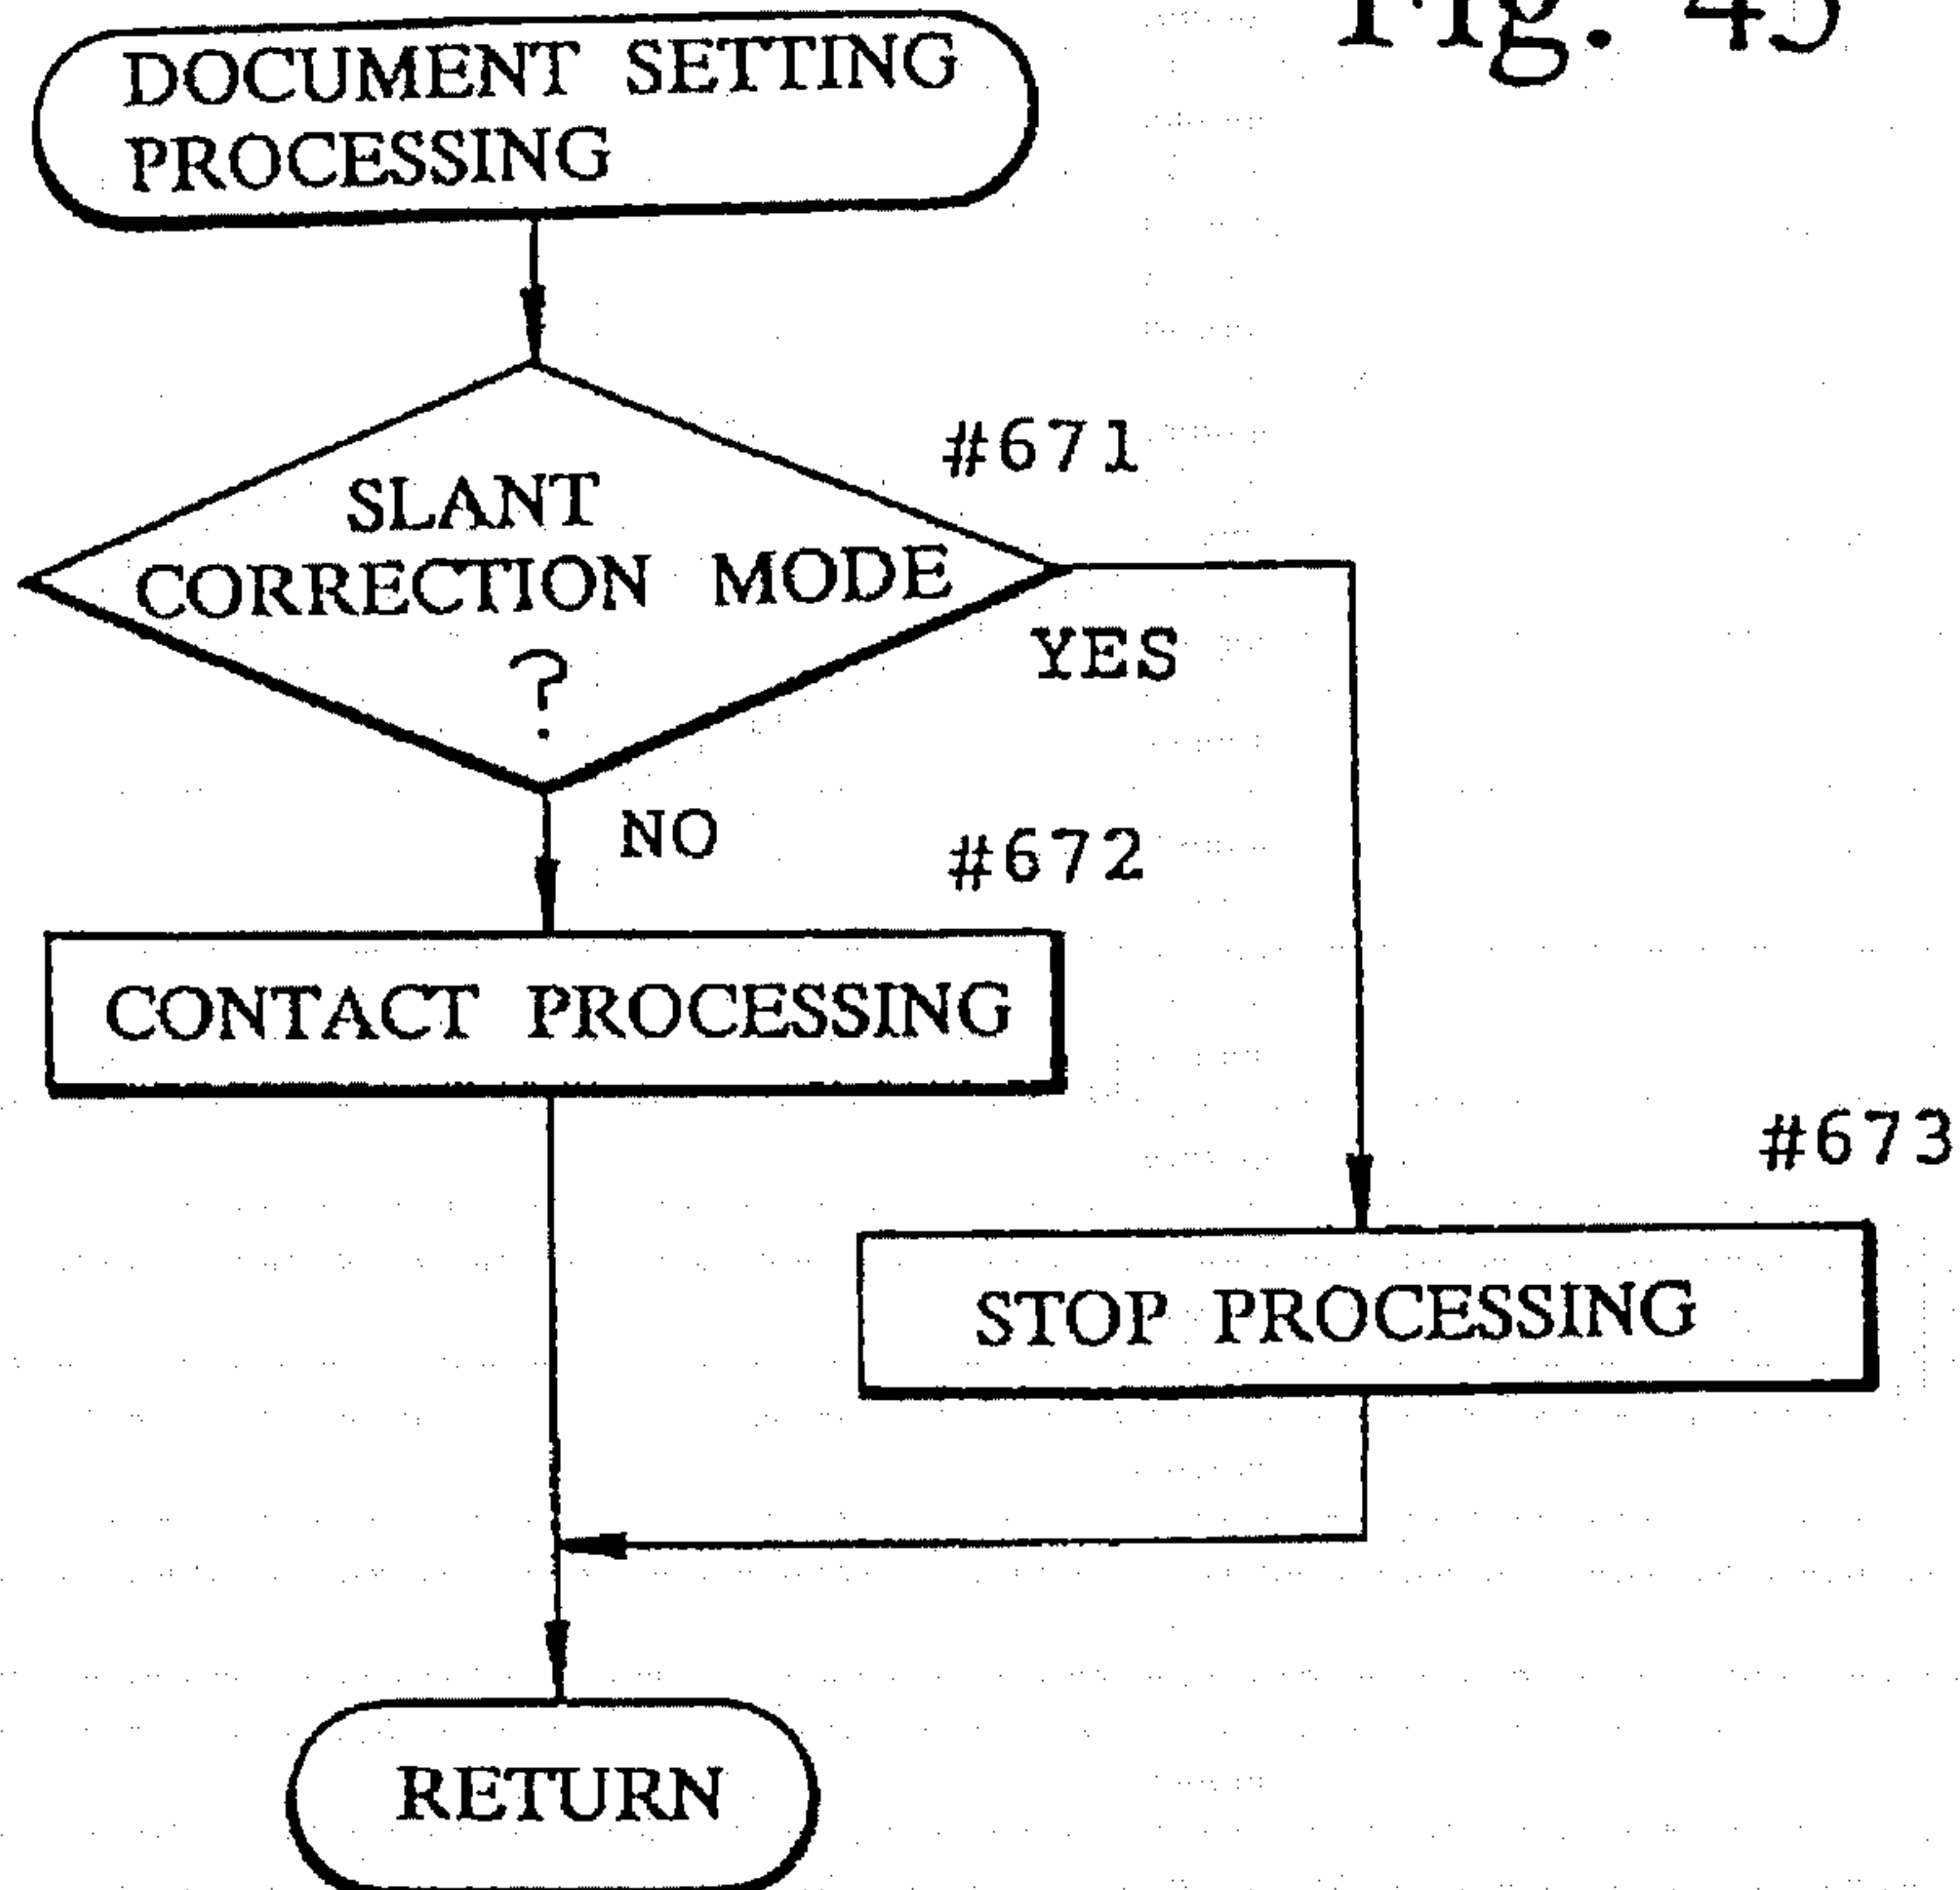 DOCUMENT SETTING
PROCESSING
#671
SLANT
CORRECTION MODE
?
YES
NO
#672
CONTACT PROCESSING
#673
STOP PROCESSING
RETURN